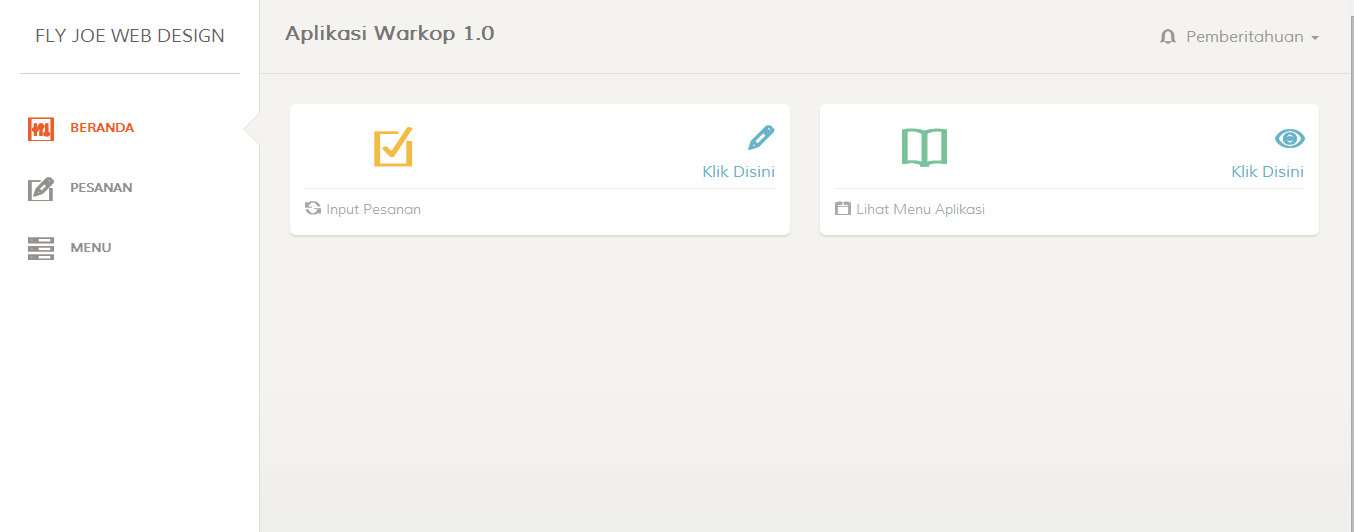 FLY JOE WEB DESIGN
BERANDA
PESANAN
MENU
Aplikasi Warkop 1.0
Pemberitahuan
Klik Disini
Input Pesanan
Klik Disini
Lihat Menu Aplikasi